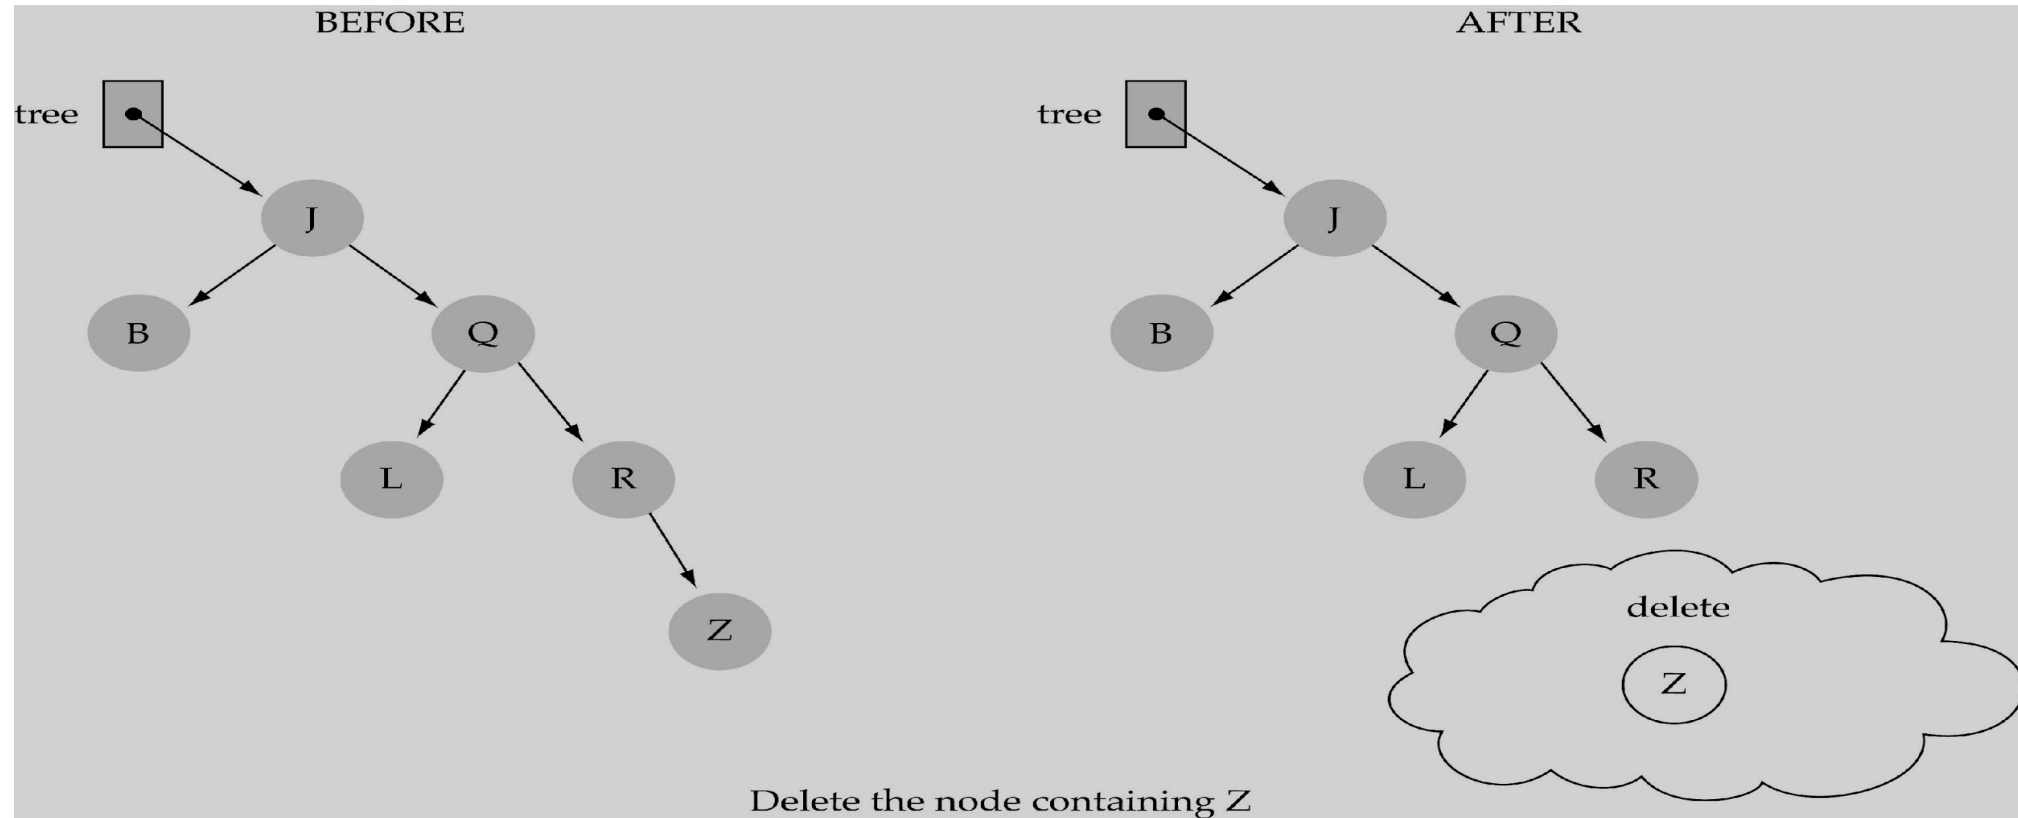 BEFORE
AFTER
tree
tree
J
J
B
Q
B
Q
L
R
L
R
Z
delete
Z
Delete the node containing Z